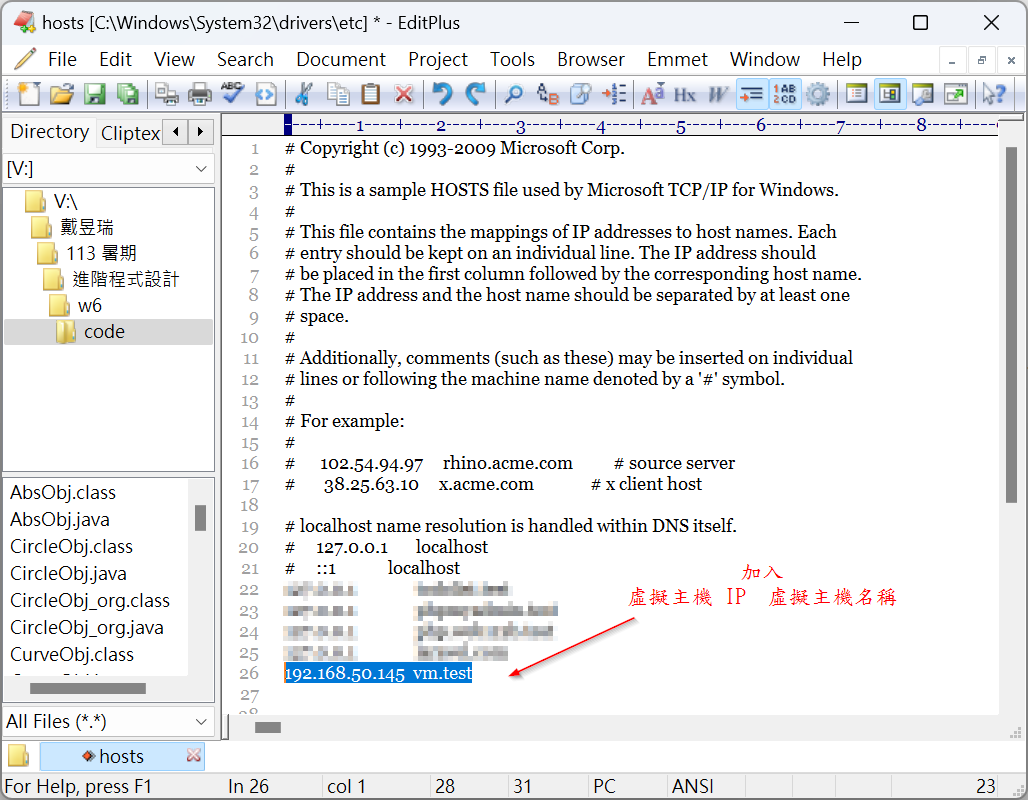 hosts [C:\Windows\System32\drivers\etc] * - EditPlus
File Edit View Search Document Project Tools Browser Emmet Window Help
Directory Cliptex
[V:]
V:\
戴昱瑞
113 暑期
進階程式設計
w6
code
AbsObj.class
AbsObj.java
CircleObj.class
CircleObj.java
CircleObj_org.class
CircleObj_org.java
CurveObj.class
All Files (*.*)
----+----1----+----2----+----3----+----4----+----5----+----6----+----7----+----8----+--
1 # Copyright (c) 1993-2009 Microsoft Corp.
2 #
3 # This is a sample HOSTS file used by Microsoft TCP/IP for Windows.
4 #
5 # This file contains the mappings of IP addresses to host names. Each
6 # entry should be kept on an individual line. The IP address should
7 # be placed in the first column followed by the corresponding host name.
8 # The IP address and the host name should be separated by at least one
9 # space.
10 #
11 # Additionally, comments (such as these) may be inserted on individual
12 # lines or following the machine name denoted by a '#' symbol.
13 #
14 # For example:
15 #
16 # 102.54.94.97 rhino.acme.com # source server
17 # 38.25.63.10 x.acme.com # x client host
18
19 # localhost name resolution is handled within DNS itself.
20 # 127.0.0.1 localhost
21 # ::1 localhost
22
23
24
25
26 192.168.50.145 vm.test
27
28
加入
虛擬主機 IP 虛擬主機名稱
hosts
For Help, press F1 ln 26 col 1 28 31 PC ANSI 23